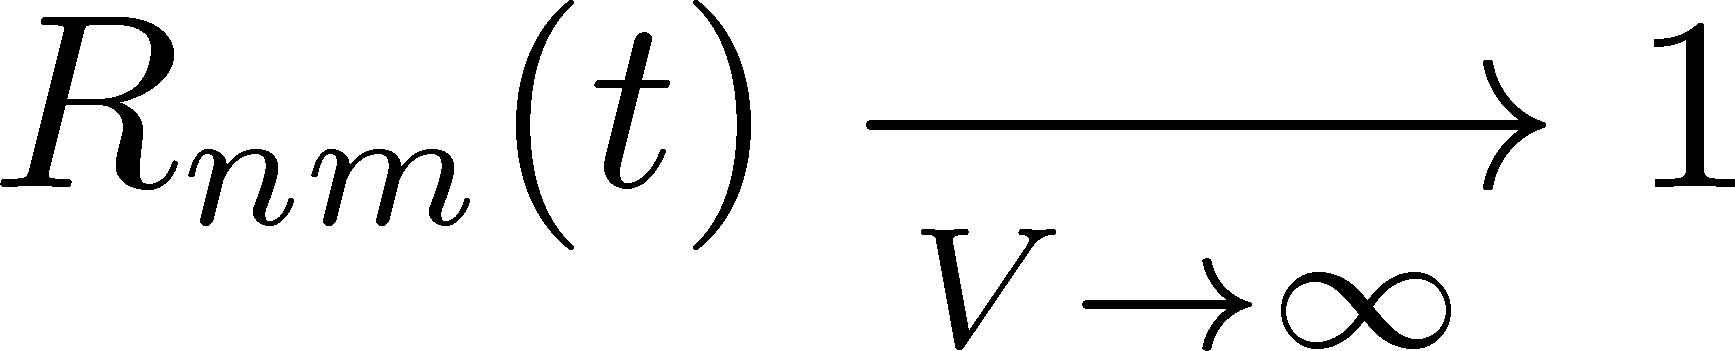 $R_{nm}(t) \xrightarrow[V \to \infty]{} 1$